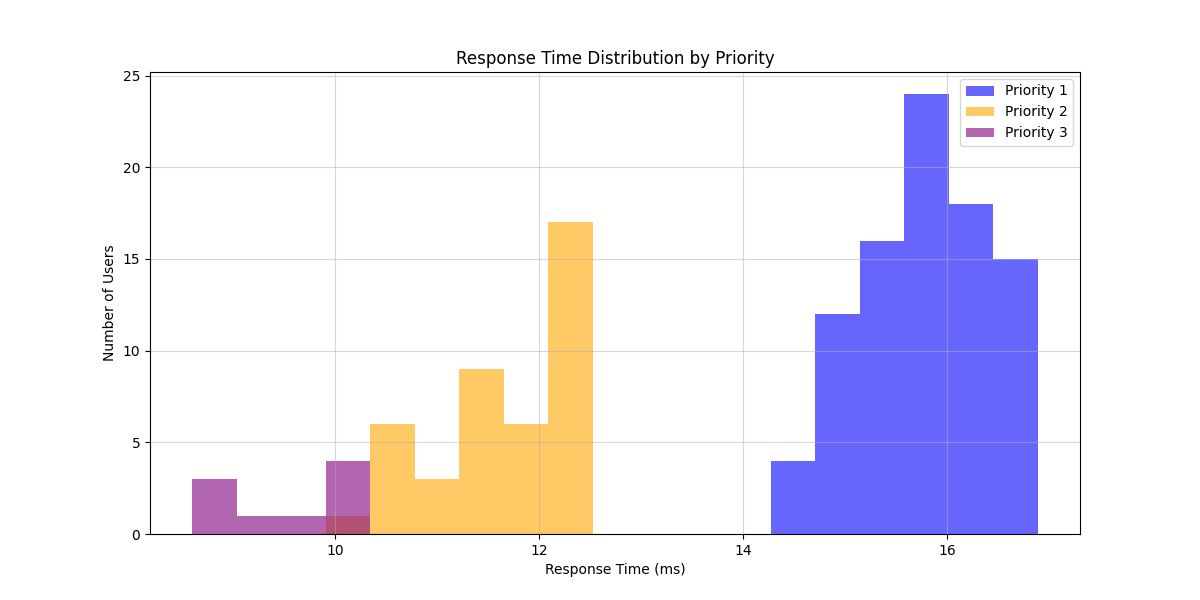 Response Time Distribution by Priority
25
20
15
10
5
0
Number of Users
Priority 1
Priority 2
Priority 3
10 12 14 16
Response Time (ms)